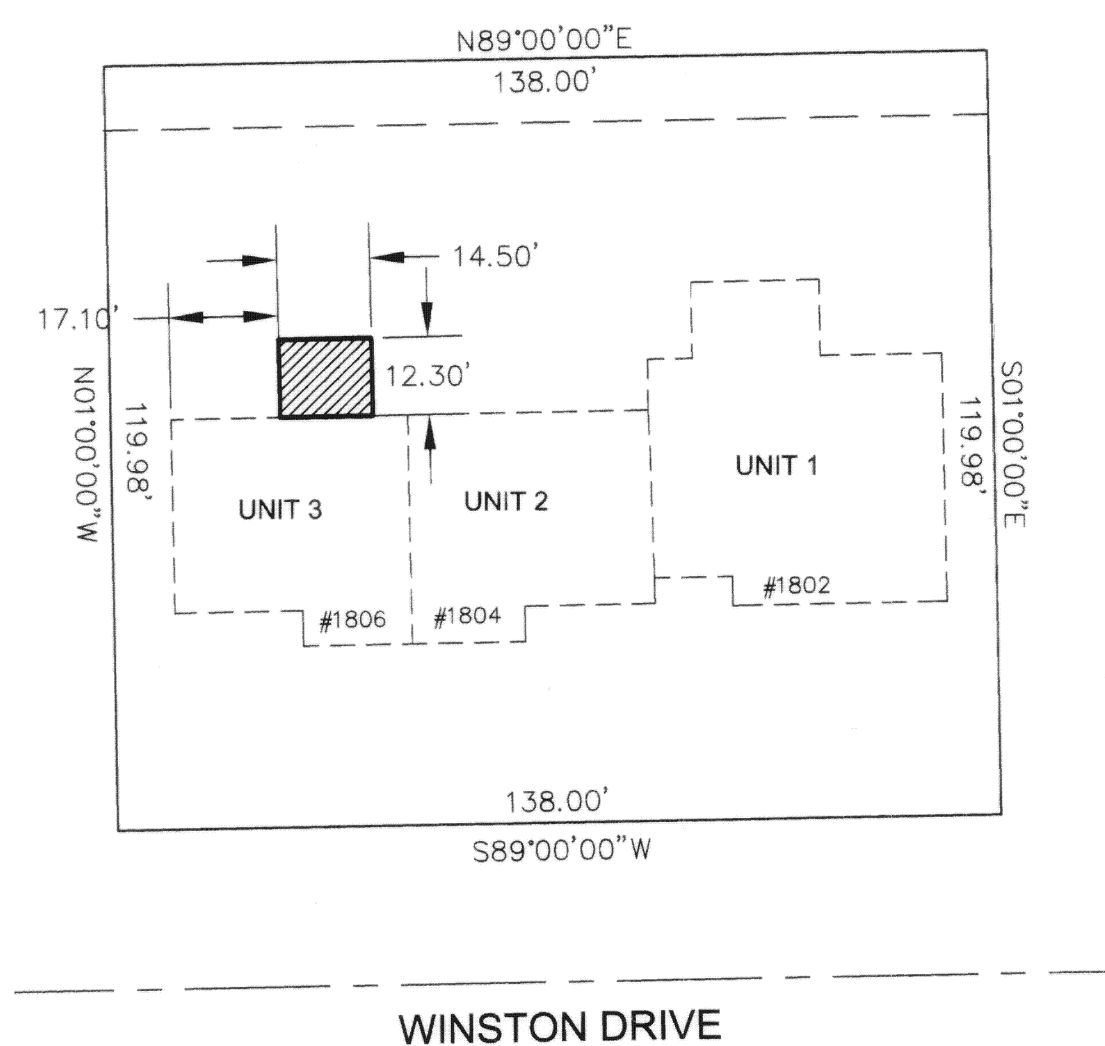 N89°00'00"E
138.00'
14.50'
17.10'
12.30'
N01°00'00"W
119.98'
S01°00'00"E
119.98'
UNIT 1
UNIT 2
UNIT 3
#1802
#1804
#1806
138.00'
S89°00'00"W
WINSTON DRIVE